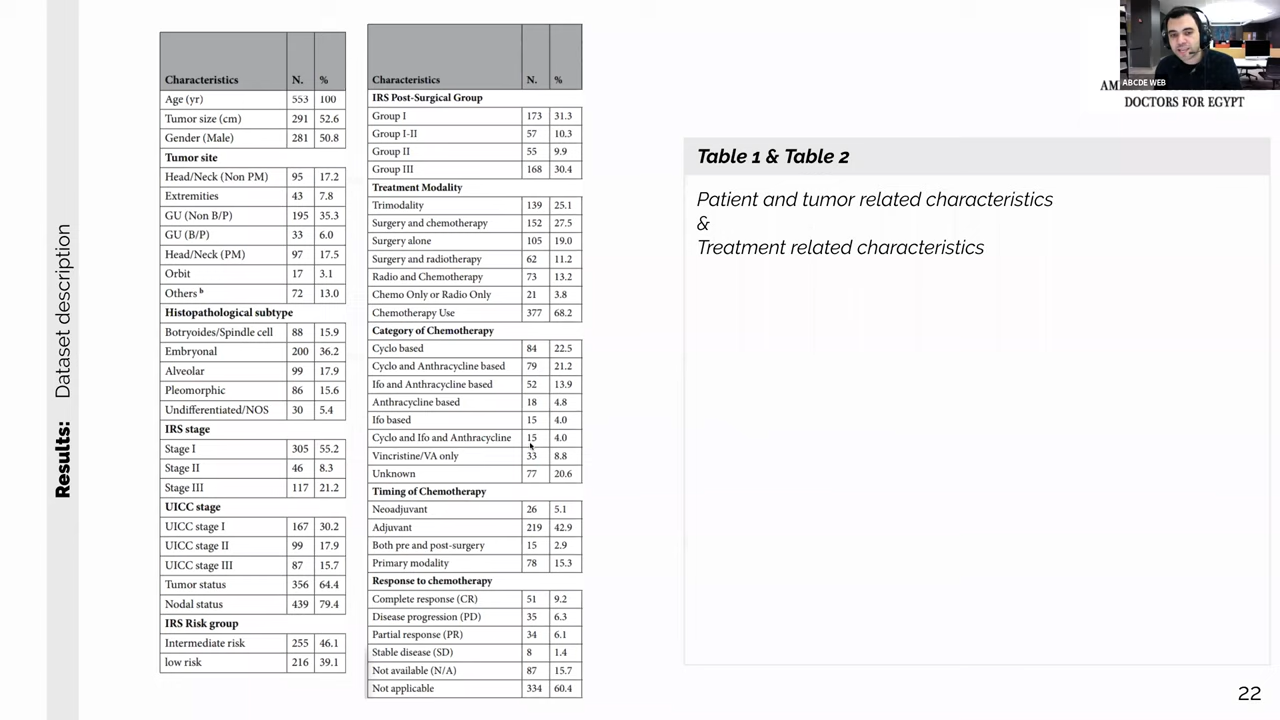 Results: Dataset description
Characteristics N. %
Age (yr) 553 100
Tumor size (cm) 291 52.6
Gender (Male) 281 50.8
Tumor site
Head/Neck (Non PM) 95 17.2
Extremities 43 7.8
GU (Non B/P) 195 35.3
GU (B/P) 33 6.0
Head/Neck (PM) 97 17.5
Orbit 17 3.1
Others b 72 13.0
Histopathological subtype
Botryoides/Spindle cell 88 15.9
Embryonal 200 36.2
Alveolar 99 17.9
Pleomorphic 86 15.6
Undifferentiated/NOS 30 5.4
IRS stage
Stage I 305 55.2
Stage II 46 8.3
Stage III 117 21.2
UICC stage
UICC stage I 167 30.2
UICC stage II 99 17.9
UICC stage III 87 15.7
Tumor status 356 64.4
Nodal status 439 79.4
IRS Risk group
Intermediate risk 255 46.1
low risk 216 39.1
Characteristics N. %
IRS Post-Surgical Group
Group I 173 31.3
Group I-II 57 10.3
Group II 55 9.9
Group III 168 30.4
Treatment Modality
Trimodality 139 25.1
Surgery and chemotherapy 152 27.5
Surgery alone 105 19.0
Surgery and radiotherapy 62 11.2
Radio and Chemotherapy 73 13.2
Chemo Only or Radio Only 21 3.8
Chemotherapy Use 377 68.2
Category of Chemotherapy
Cyclo based 84 22.5
Cyclo and Anthracycline based 79 21.2
Ifo and Anthracycline based 52 13.9
Anthracycline based 18 4.8
Ifo based 15 4.0
Cyclo and Ifo and Anthracycline 15 4.0
Vincristine/VA only 33 8.8
Unknown 77 20.6
Timing of Chemotherapy
Neoadjuvant 26 5.1
Adjuvant 219 42.9
Both pre and post-surgery 15 2.9
Primary modality 78 15.3
Response to chemotherapy
Complete response (CR) 51 9.2
Disease progression (PD) 35 6.3
Partial response (PR) 34 6.1
Stable disease (SD) 8 1.4
Not available (N/A) 87 15.7
Not applicable 334 60.4
ABCDE WEB
AM
DOCTORS FOR EGYPT
Table 1 & Table 2
Patient and tumor related characteristics
&
Treatment related characteristics
22